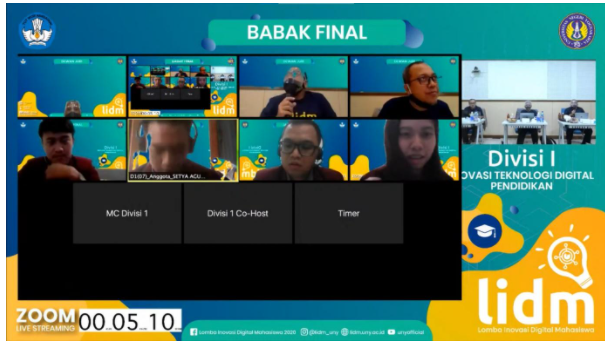 BABAK FINAL
D1(07)_Anggota_SETYA ACU...
MC Divisi 1
Divisi 1 Co-Host
Timer
Divisi I
OVASI TEKNOLOGI DIGITAL
PENDIDIKAN
lidm
Lomba Inovasi Digital Mahasiswa
ZOOM
LIVE STREAMING
00.05.10
Lomba Inovasi Digital Mahasiswa 2020 @lidm_uny lidm.uny.ac.id unyofficial